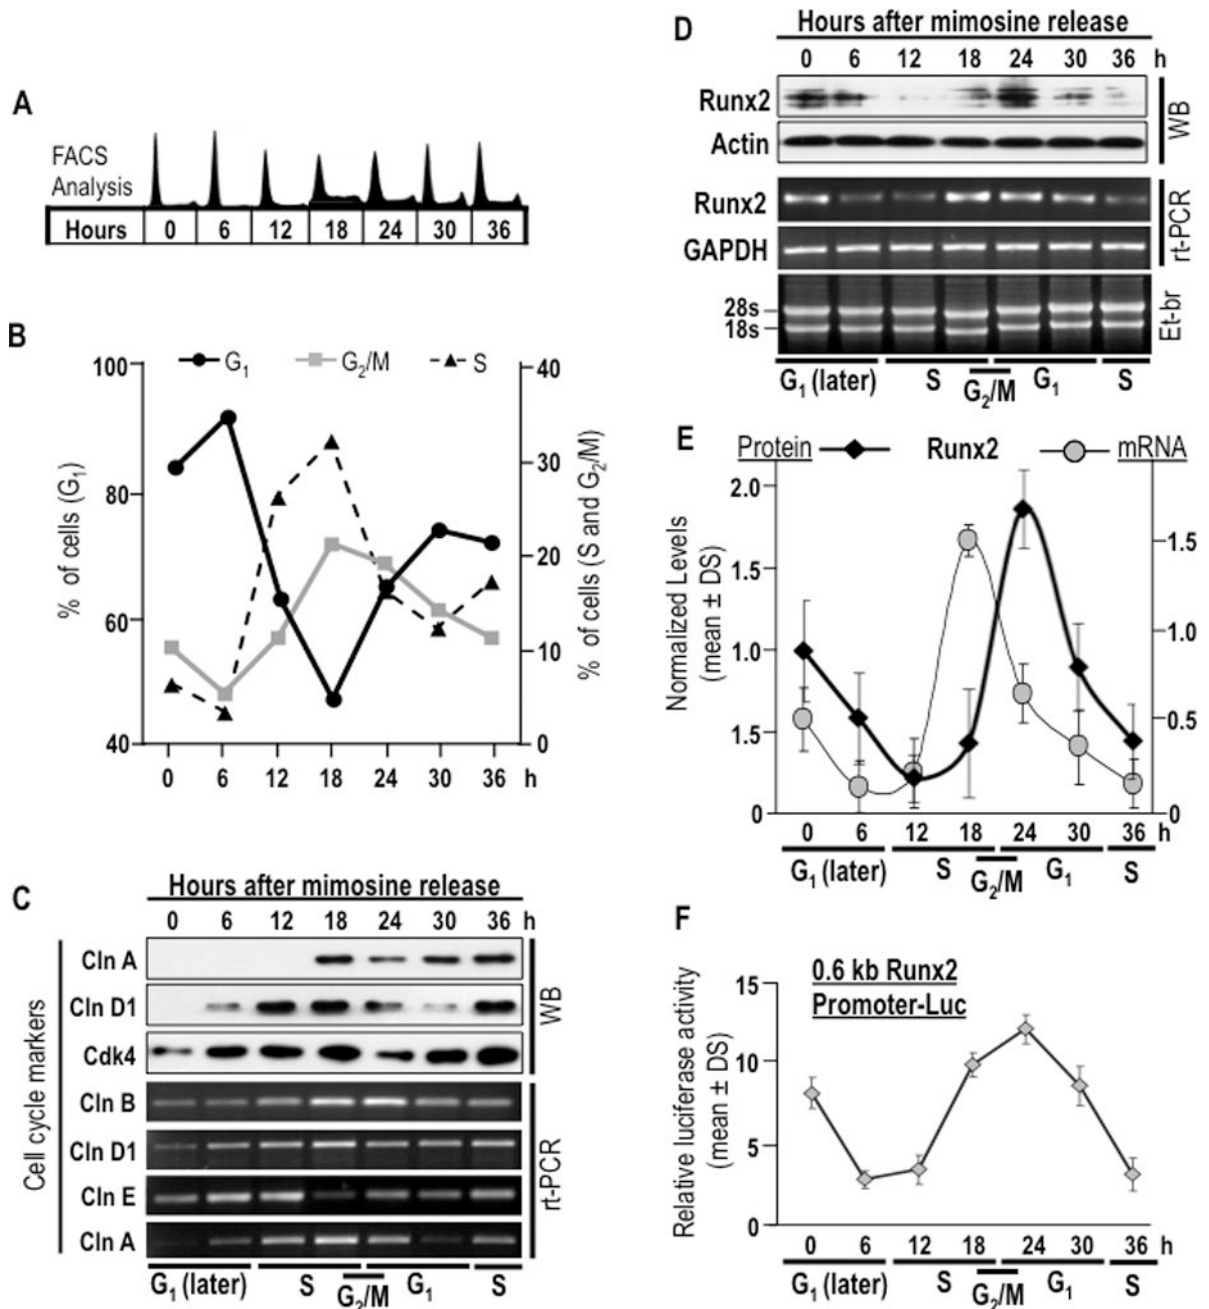 A
FACS
Analysis
Hours 0 6 12 18 24 30 36
B
G1 G2/M S
100 80 60 40
% of cells (G1)
40 30 20 10 0
% of cells (S and G2/M)
0 6 12 18 24 30 36 h
C
Hours after mimosine release
0 6 12 18 24 30 36 h
Cell cycle markers
Cln A
Cln D1
Cdk4
WB
Cln B
Cln D1
Cln E
Cln A
rt-PCR
G1 (later) S G2/M G1 S
D
Hours after mimosine release
0 6 12 18 24 30 36 h
Runx2
Actin
WB
Runx2
GAPDH
rt-PCR
28s
18s
Et-br
G1 (later) S G2/M G1 S
E
Protein Runx2 mRNA
Normalized Levels
(mean ± DS)
2.0 1.5 1.0 1.5 0
1.5 1.0 0.5 0
0 6 12 18 24 30 36 h
G1 (later) S G2/M G1 S
F
0.6 kb Runx2
Promoter-Luc
Relative luciferase activity
(mean ± DS)
15 10 5 0
0 6 12 18 24 30 36 h
G1 (later) S G2/M G1 S